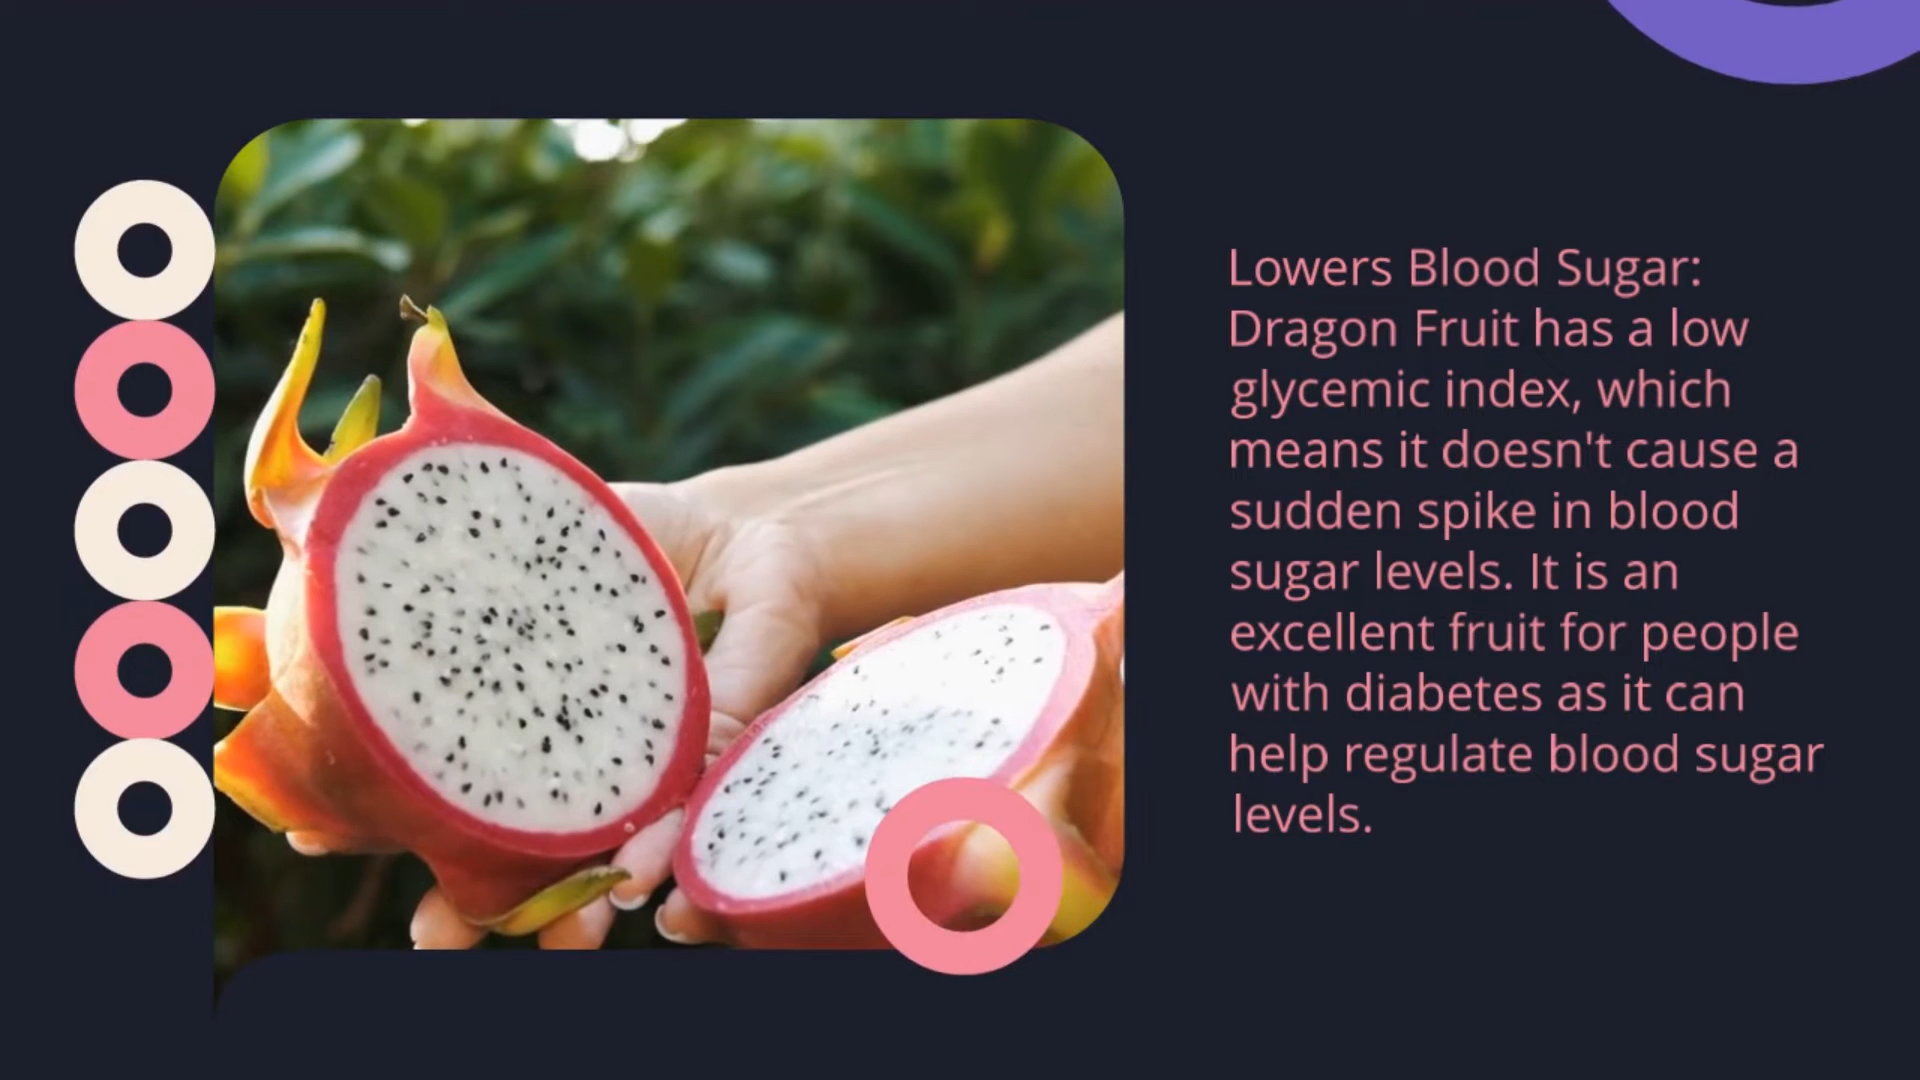 Lowers Blood Sugar:
Dragon Fruit has a low
glycemic index, which
means it doesn't cause a
sudden spike in blood
sugar levels. It is an
excellent fruit for people
with diabetes as it can
help regulate blood sugar
levels.